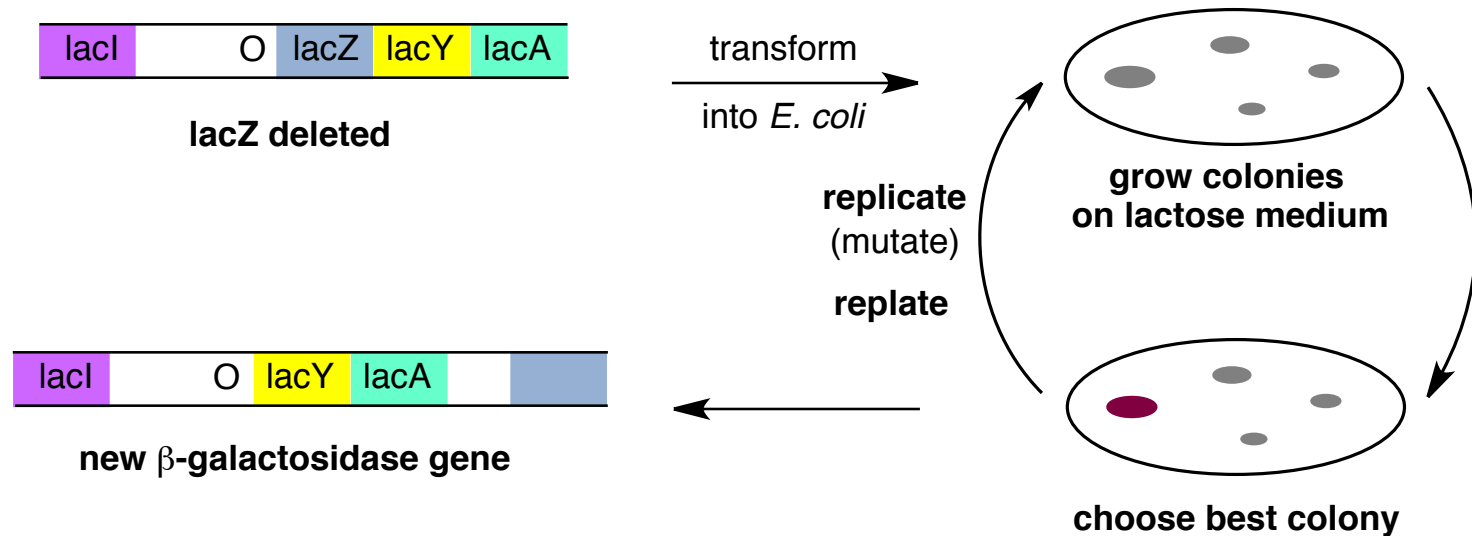 lacI O lacZ lacY lacA
lacZ deleted
transform
into E. coli
grow colonies
on lactose medium
replicate
(mutate)
replate
lacI O lacY lacA
new β-galactosidase gene
choose best colony